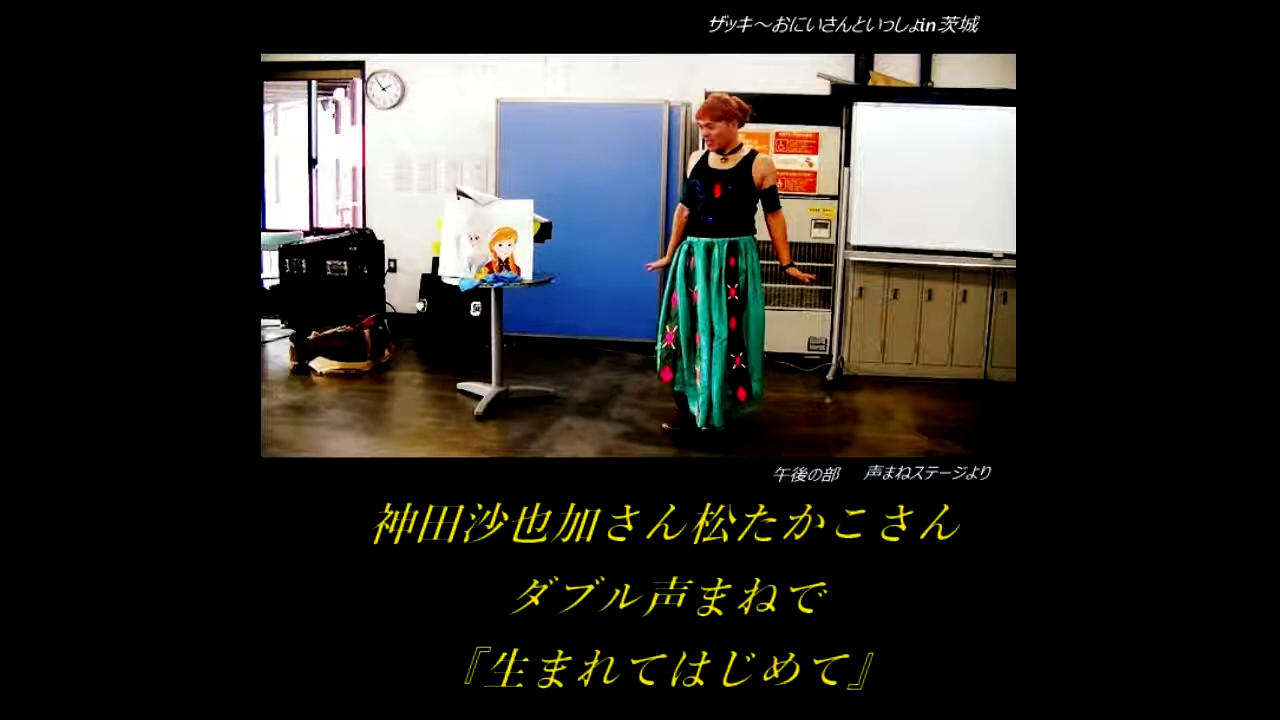 ザッキ～おにいさんといっしょin茨城
午後の部　声まねステージより
神田沙也加さん松たかこさん
ダブル声まねで
『生まれてはじめて』